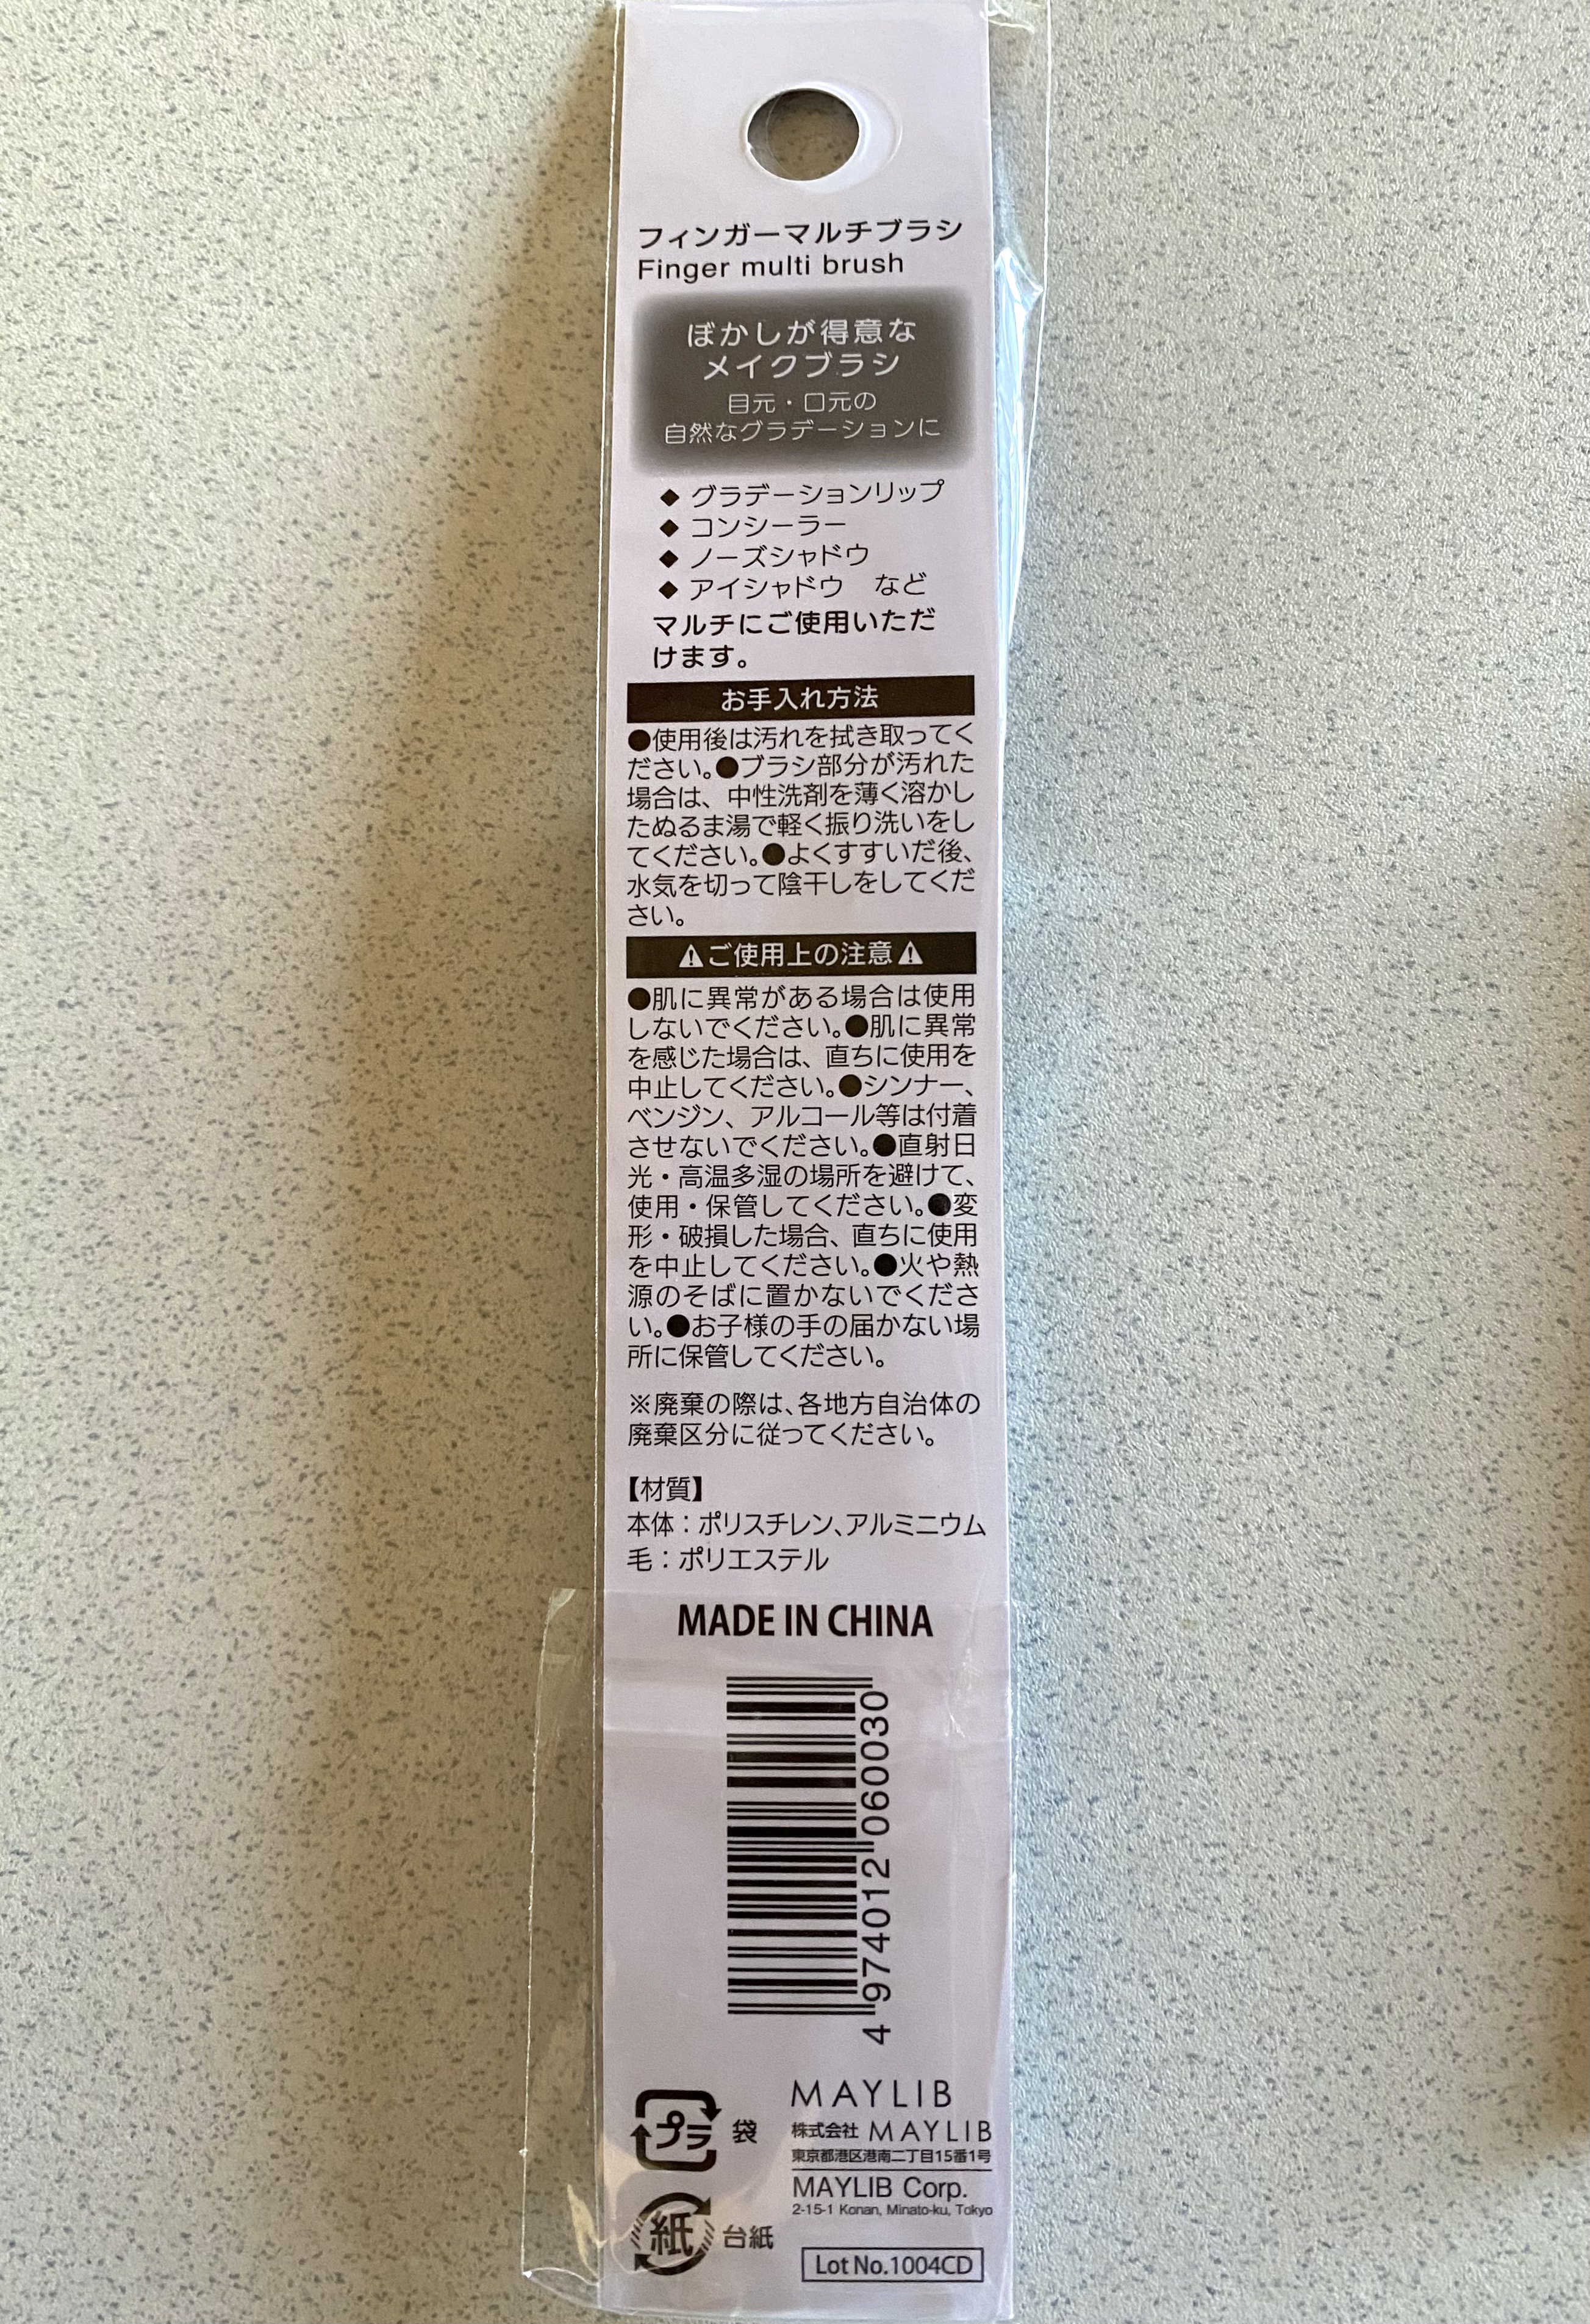 フィンガーマルチブラシ
Finger multi brush
ぼかしが得意な
メイクブラシ
目元・口元の
自然なグラデーションに
◆ グラデーションリップ
◆ コンシーラー
◆ ノーズシャドウ
◆ アイシャドウ　など
マルチにご使用いただ
けます。
お手入れ方法
●使用後は汚れを拭き取ってく
ださい。●ブラシ部分が汚れた
場合は、中性洗剤を薄く溶かし
たぬるま湯で軽く振り洗いをし
てください。●よくすすいだ後、
水気を切って陰干しをしてくだ
さい。
⚠ご使用上の注意⚠
●肌に異常がある場合は使用
しないでください。●肌に異常
を感じた場合は、直ちに使用を
中止してください。●シンナー、
ベンジン、アルコール等は付着
させないでください。●直射日
光・高温多湿の場所を避けて、
使用・保管してください。●変
形・破損した場合、直ちに使用
を中止してください。●火や熱
源のそばに置かないでくださ
い。●お子様の手の届かない場
所に保管してください。
※廃棄の際は、各地方自治体の
廃棄区分に従ってください。
【材質】
本体：ポリスチレン、アルミニウム
毛：ポリエステル
MADE IN CHINA
4 974012 060030
プラ 袋
紙 台紙
MAYLIB
株式会社 MAYLIB
東京都港区港南二丁目15番1号
MAYLIB Corp.
2-15-1 Konan, Minato-ku, Tokyo
Lot No.1004CD